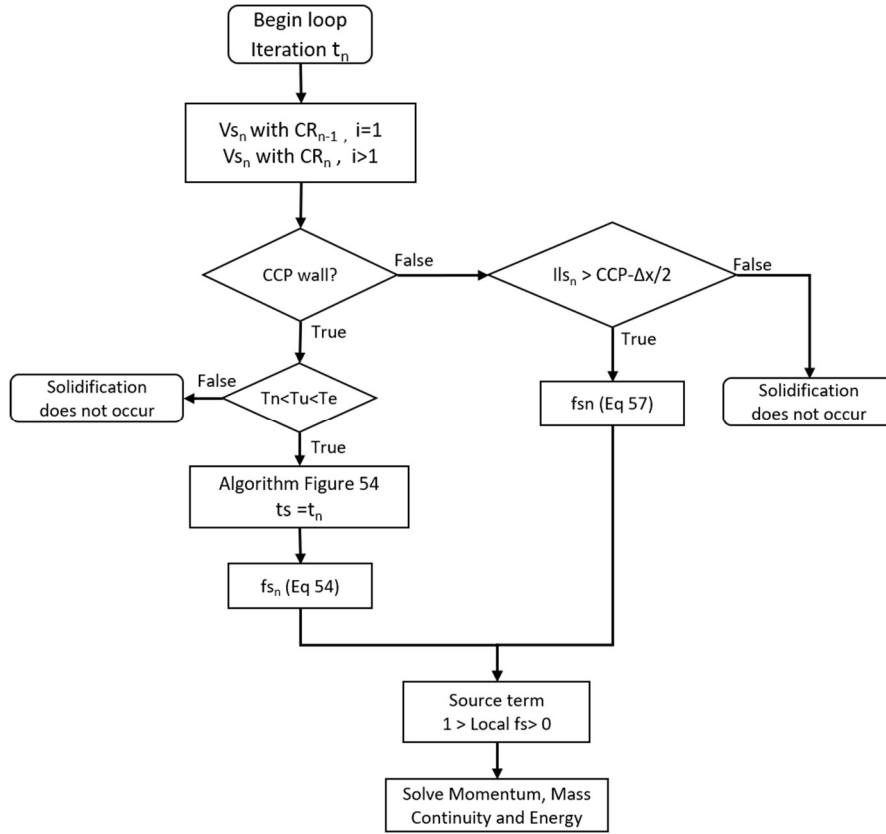 Begin loop
Iteration tₙ
Vsₙ with CRₙ₋₁ , i=1
Vsₙ with CRₙ , i>1
CCP wall?
False
Ilsₙ > CCP-Δx/2
False
True
True
Solidification
does not occur
False
Tn<Tu<Te
fsn (Eq 57)
Solidification
does not occur
True
Algorithm Figure 54
ts =tₙ
fsₙ (Eq 54)
Source term
1 > Local fs> 0
Solve Momentum, Mass
Continuity and Energy